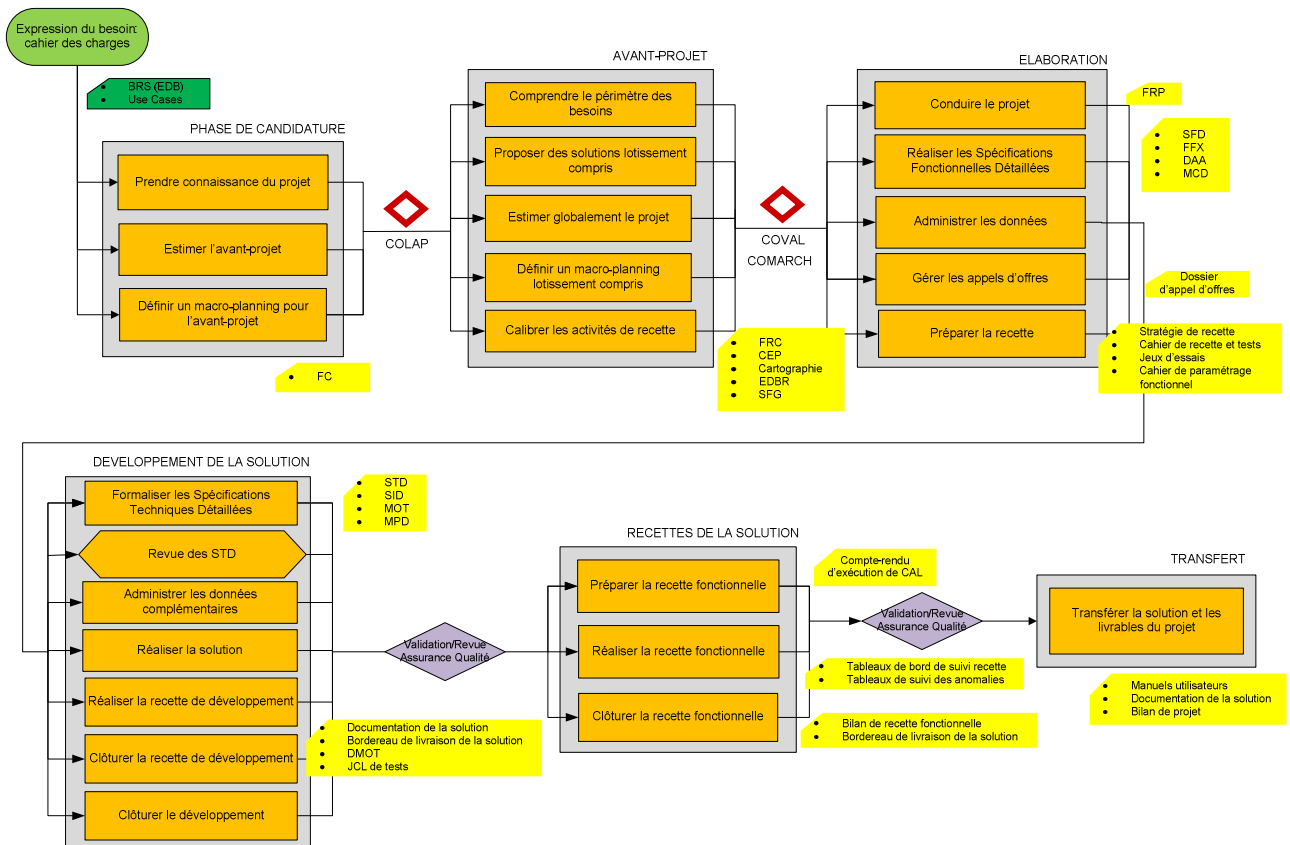 Expression du besoin:
cahier des charges
BRS (EDB)
Use Cases
PHASE DE CANDIDATURE
Prendre connaissance du projet
Estimer l'avant-projet
Définir un macro-planning pour
l'avant-projet
FC
COLAP
AVANT-PROJET
Comprendre le périmètre des
besoins
Proposer des solutions lotissement
compris
Estimer globalement le projet
Définir un macro-planning
lotissement compris
Calibrer les activités de recette
FRC
CEP
Cartographie
EDBR
SFG
COVAL
COMARCH
ELABORATION
Conduire le projet
Réaliser les Spécifications
Fonctionnelles Détaillées
Administrer les données
Gérer les appels d'offres
Préparer la recette
FRP
SFD
FFX
DAA
MCD
Dossier
d'appel d'offres
Stratégie de recette
Cahier de recette et tests
Jeux d'essais
Cahier de paramétrage
fonctionnel
DEVELOPPEMENT DE LA SOLUTION
Formaliser les Spécifications
Techniques Détaillées
Revue des STD
Administrer les données
complémentaires
Réaliser la solution
Réaliser la recette de développement
Clôturer la recette de développement
Clôturer le développement
STD
SID
MOT
MPD
Documentation de la solution
Bordereau de livraison de la solution
DMOT
JCL de tests
Validation/Revue
Assurance Qualité
RECETTES DE LA SOLUTION
Préparer la recette fonctionnelle
Réaliser la recette fonctionnelle
Clôturer la recette fonctionnelle
Compte-rendu
d'exécution de CAL
Validation/Revue
Assurance Qualité
Tableaux de bord de suivi recette
Tableaux de suivi des anomalies
Bilan de recette fonctionnelle
Bordereau de livraison de la solution
TRANSFERT
Transférer la solution et les
livrables du projet
Manuels utilisateurs
Documentation de la solution
Bilan de projet